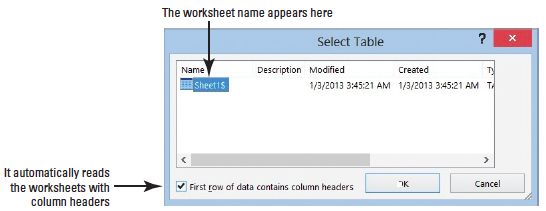 The worksheet name appears here
Select Table
? ×
Name Description Modified Created
Sheet1$ 1/3/2013 3:45:21 AM 1/3/2013 3:45:21 AM
It automatically reads
the worksheets with
column headers
First row of data contains column headers
OK Cancel